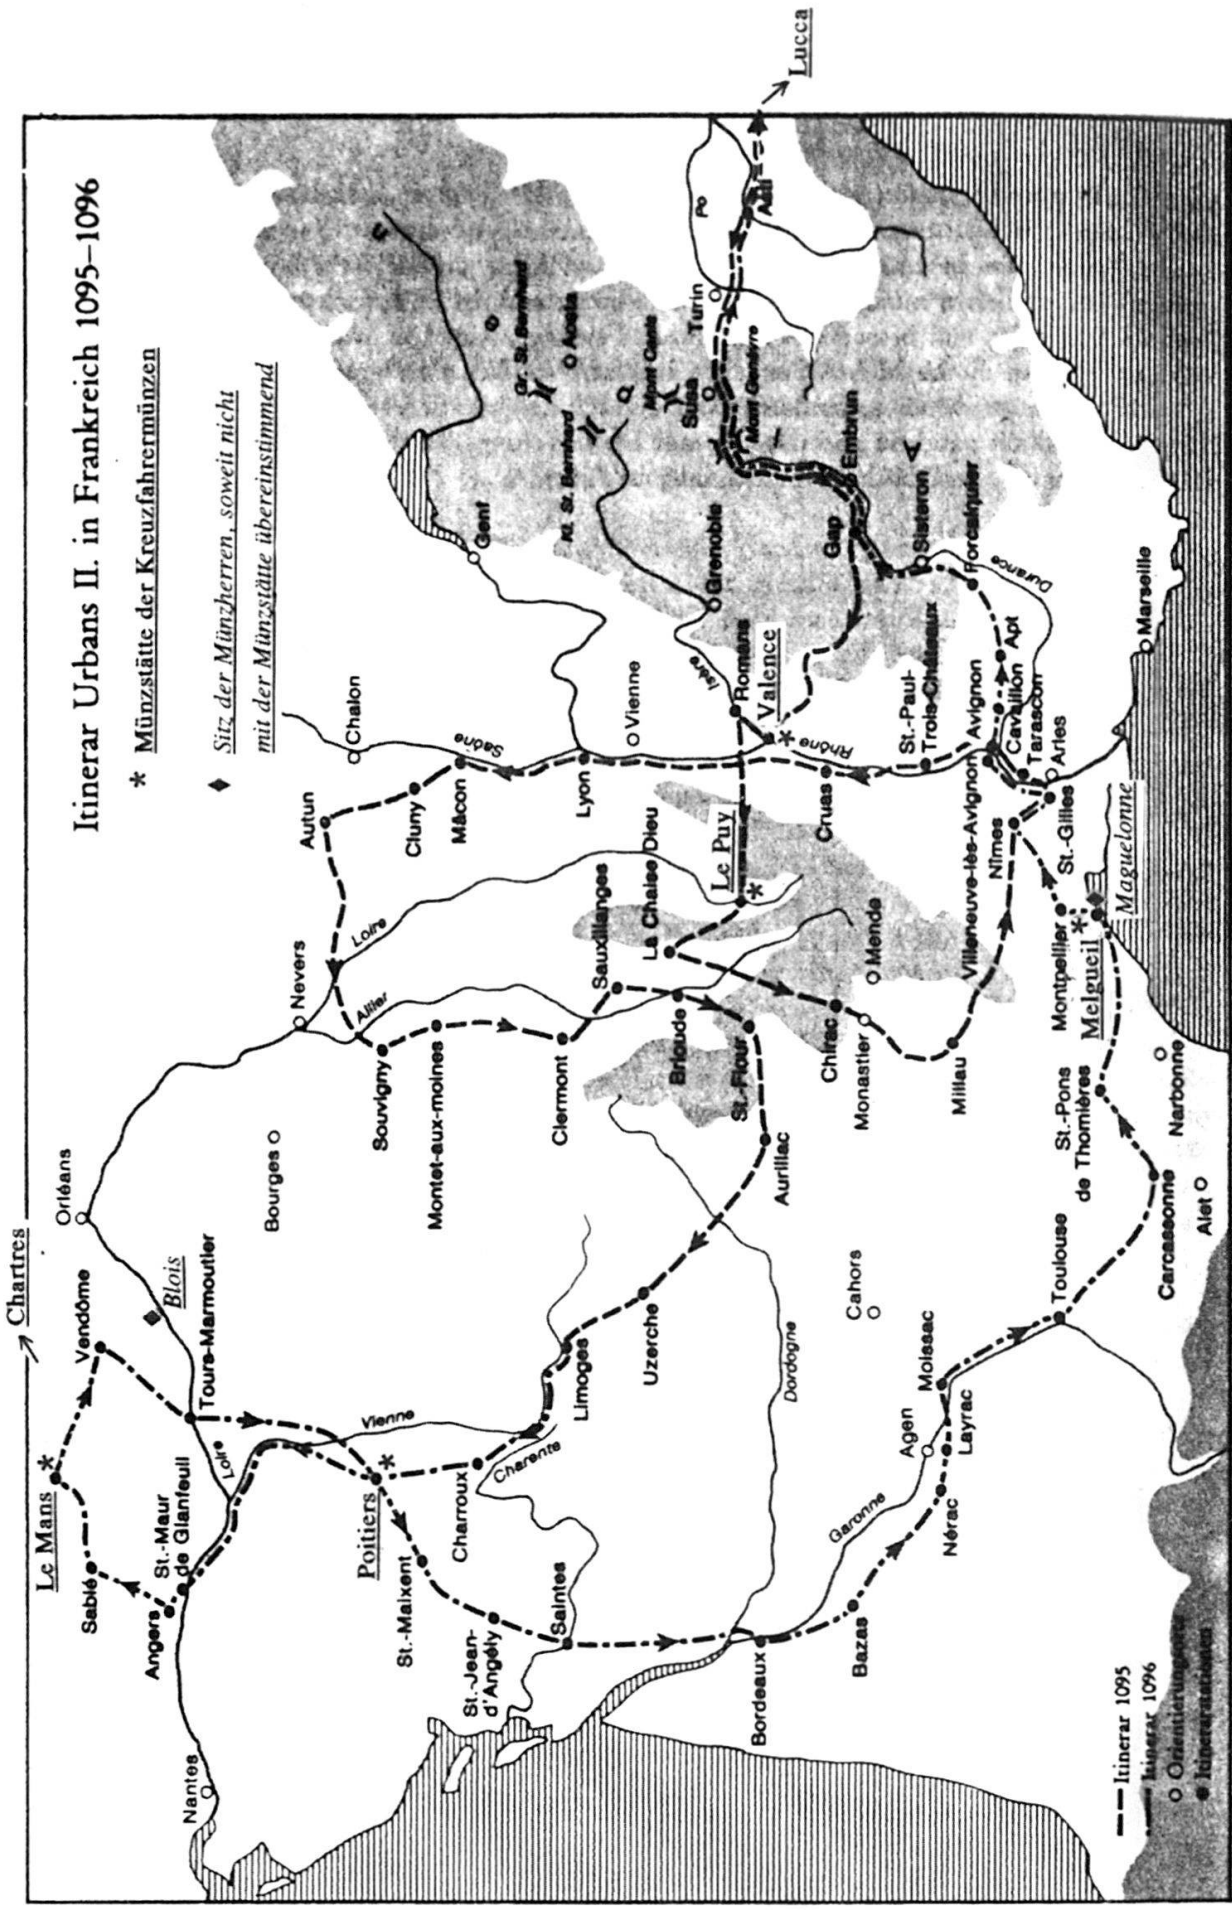 Itinerar Urbans II. in Frankreich 1095–1096
* Münzstätte der Kreuzfahrermünzen
◆ Sitz der Münzherren, soweit nicht
mit der Münzstätte übereinstimmend
Chartres
Orléans
Le Mans *
Vendôme
Blois
Sablé
Tours-Marmoutier
St.-Maur
de Glanfeuil
Angers
Nantes
Loire
Vienne
Bourges
Nevers
Loire
Allier
Autun
Chalon
Cluny
Mâcon
Saône
Souvigny
Montet-aux-moines
Poitiers *
St.-Maixent
Charroux
Charente
St.-Jean-
d'Angély
Saintes
Limoges
Uzerche
Clermont
Sauxillanges
La Chaise Dieu
Brioude
St.-Flour
Aurillac
Le Puy *
Lyon
Vienne
Genf
Gr. St. Bernhard
Aosta
Kl. St. Bernhard
Mont Cenis
Susa
Turin
Mont Genèvre
Po
Asti
Lucca
Grenoble
Isère
Romans
Valence
*
Rhône
Gap
Embrun
Sisteron
Forcalquier
Durance
Cruas
St.-Paul-
Trois-Châteaux
Avignon
Cavaillon
Apt
Tarascon
Arles
Marseille
Villeneuve-lès-Avignon
Nîmes
St.-Gilles
Chirac
Monastier
Mende
Millau
Montpellier
Melgueil *
Maguelonne
St.-Pons
de Thomières
Narbonne
Carcassonne
Alet
Toulouse
Cahors
Dordogne
Moissac
Agen
Layrac
Nérac
Garonne
Bazas
Bordeaux
Itinerar 1095
Itinerar 1096
Orientierungsorte
Itinerarstationen